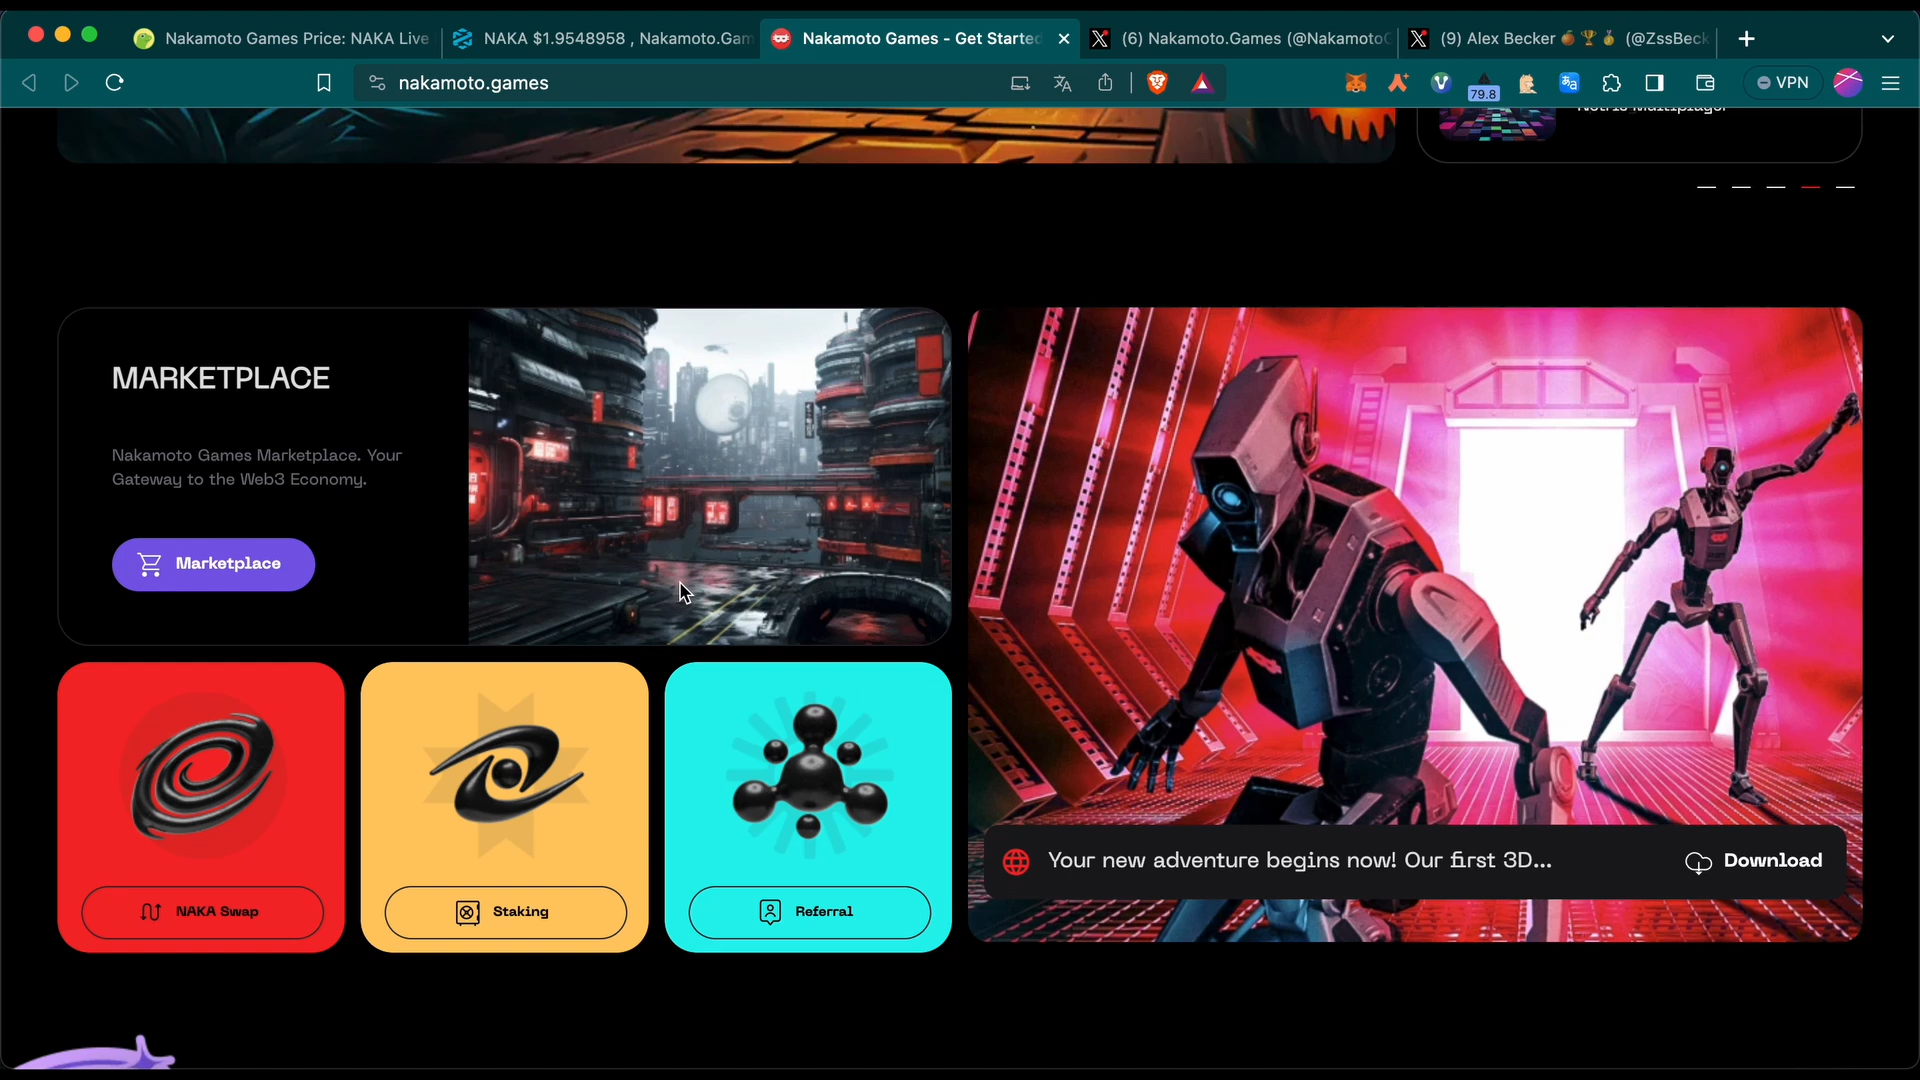 Nakamoto Games Price: NAKA Live
NAKA $1.9548958 , Nakamoto.Gam
Nakamoto Games - Get Started
(6) Nakamoto.Games (@Nakamoto
(9) Alex Becker 🍊🏆🥇 (@ZssBeck
nakamoto.games
79.8
VPN
MARKETPLACE
Nakamoto Games Marketplace. Your
Gateway to the Web3 Economy.
Marketplace
NAKA Swap
Staking
Referral
Your new adventure begins now! Our first 3D...
Download